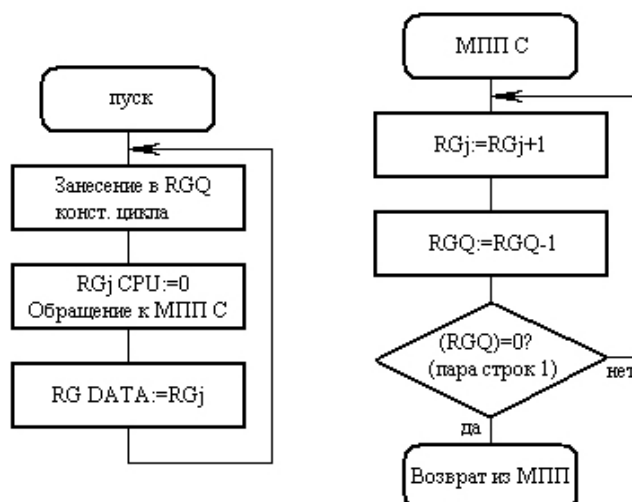 пуск
Занесение в RGQ
конст. цикла
RGj CPU:=0
Обращение к МПП С
RG DATA:=RGj
МПП С
RGj:=RGj+1
RGQ:=RGQ-1
(RGQ)=0?
(пара строк 1)
нет
да
Возврат из МПП